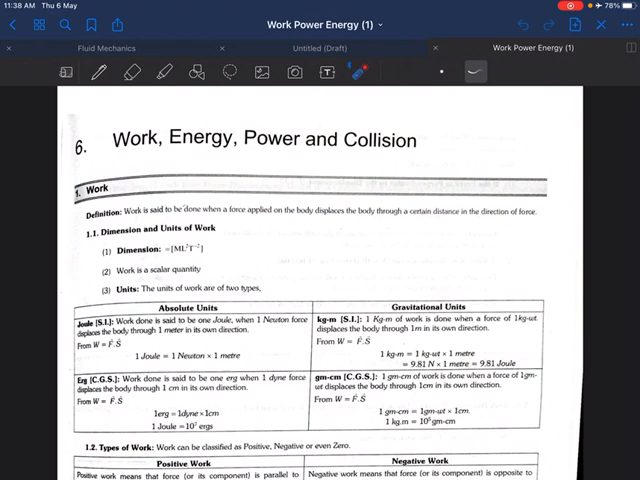 11:38 AM Thu 6 May
78%
Work Power Energy (1)
Fluid Mechanics
Untitled (Draft)
Work Power Energy (1)
6. Work, Energy, Power and Collision
1. Work
Definition: Work is said to be done when a force applied on the body displaces the body through a certain distance in the direction of force.
1.1. Dimension and Units of Work
(1) Dimension: =[ML²T⁻²]
(2) Work is a scalar quantity
(3) Units: The units of work are of two types,
Absolute Units
Gravitational Units
Joule [S.I.]: Work done is said to be one Joule, when 1 Newton force
displaces the body through 1 meter in its own direction.
From W = F⃗.S⃗
1 Joule = 1 Newton × 1 metre
kg-m [S.I.]: 1 Kg-m of work is done when a force of 1kg-wt.
displaces the body through 1m in its own direction.
From W = F⃗.S⃗
1 kg-m = 1 kg-wt × 1 metre
= 9.81 N × 1 metre = 9.81 Joule
Erg [C.G.S.]: Work done is said to be one erg when 1 dyne force
displaces the body through 1 cm in its own direction.
From W = F⃗.S⃗
1erg = 1dyne × 1cm
1 Joule = 10⁷ ergs
gm-cm [C.G.S.]: 1 gm-cm of work is done when a force of 1gm-
wt displaces the body through 1cm in its own direction.
From W = F⃗.S⃗
1 gm-cm = 1gm-wt × 1cm.
1 kg.m = 10⁵ gm-cm
1.2. Types of Work: Work can be classified as Positive, Negative or even Zero.
Positive Work
Negative Work
Positive work means that force (or its component) is parallel to
Negative work means that force (or its component) is opposite to